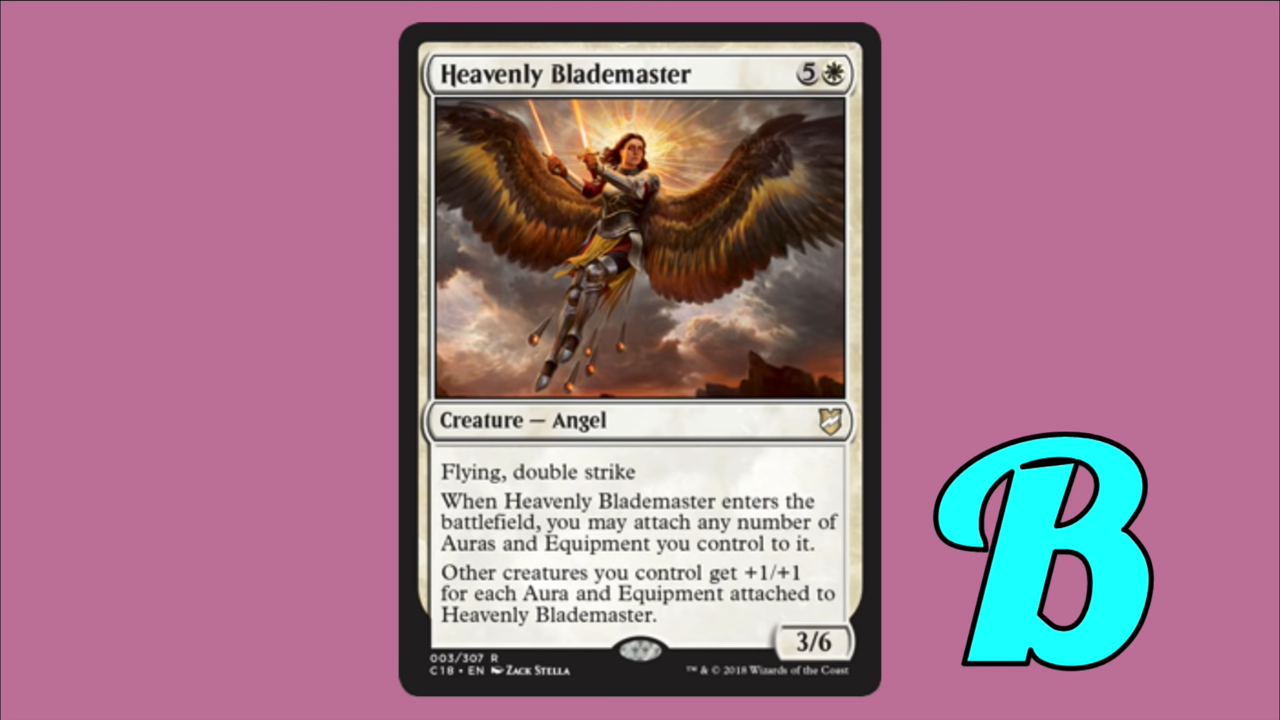 Heavenly Blademaster 5
Creature — Angel
Flying, double strike
When Heavenly Blademaster enters the
battlefield, you may attach any number of
Auras and Equipment you control to it.
Other creatures you control get +1/+1
for each Aura and Equipment attached to
Heavenly Blademaster.
3/6
003/307 R
C18 • EN Zack Stella
™ & © 2018 Wizards of the Coast
B